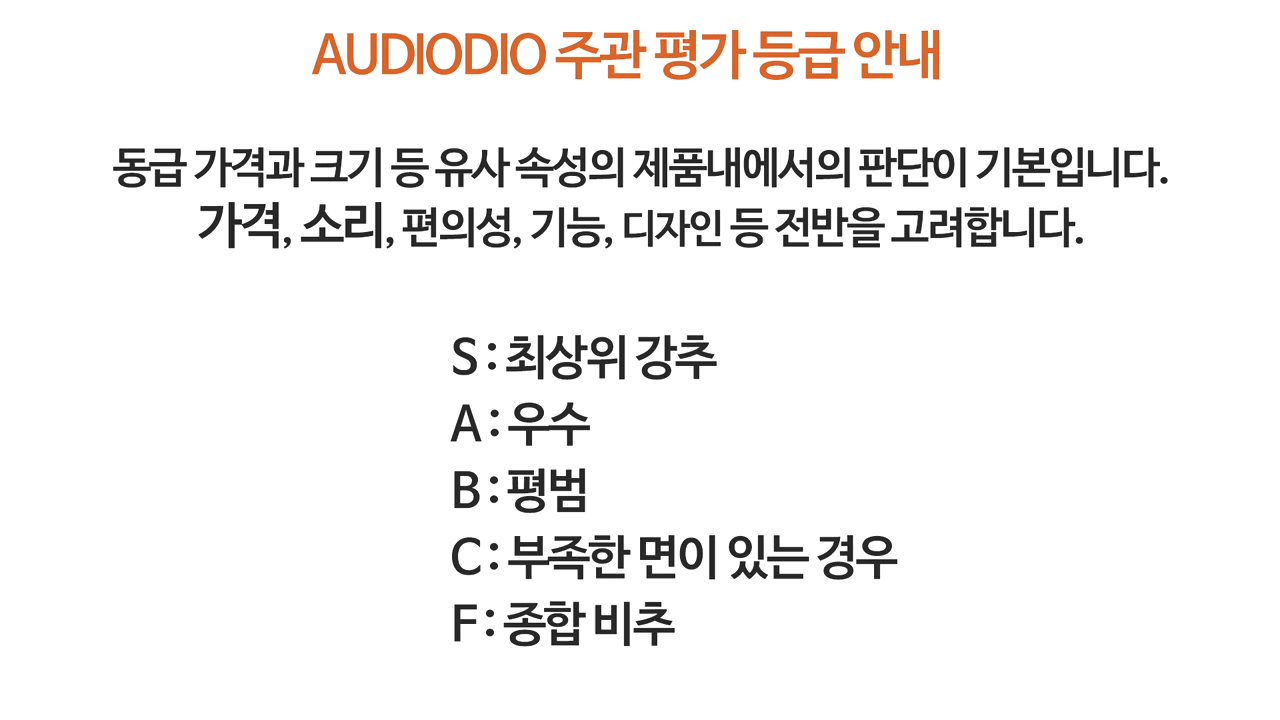 AUDIODIO 주관 평가 등급 안내
동급 가격과 크기 등 유사 속성의 제품내에서의 판단이 기본입니다.
가격, 소리, 편의성, 기능, 디자인 등 전반을 고려합니다.
S : 최상위 강추
A : 우수
B : 평범
C : 부족한 면이 있는 경우
F : 종합 비추